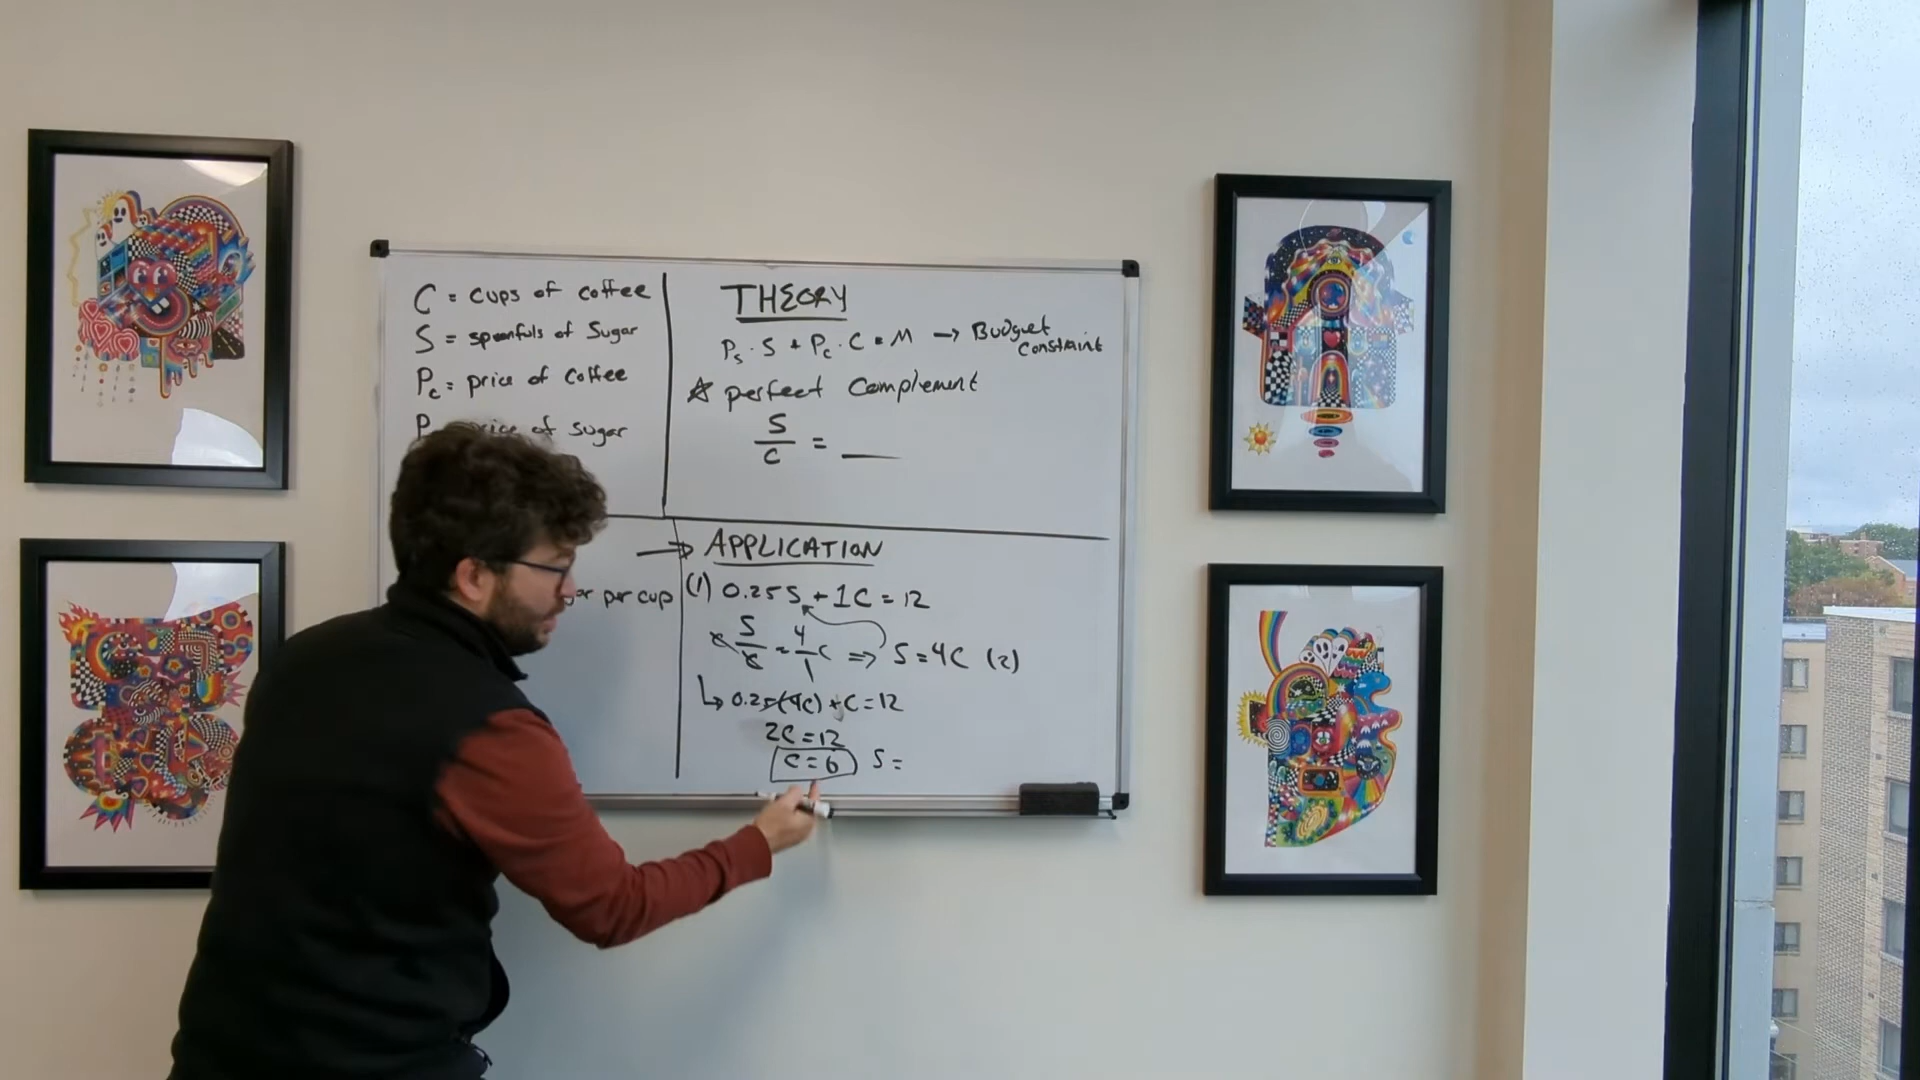 C = cups of coffee
S = spoonfuls of Sugar
Pc = price of coffee
P price of sugar
per cup
THEORY
Ps · S + Pc · C = M → Budget Constraint
☆ perfect complement
S/C = ___
→ APPLICATION
(1) 0.25S + 1C = 12
c S/c = 4/1 C => S = 4C (2)
↳ 0.25(4C) + C = 12
2C = 12
C = 6 S =